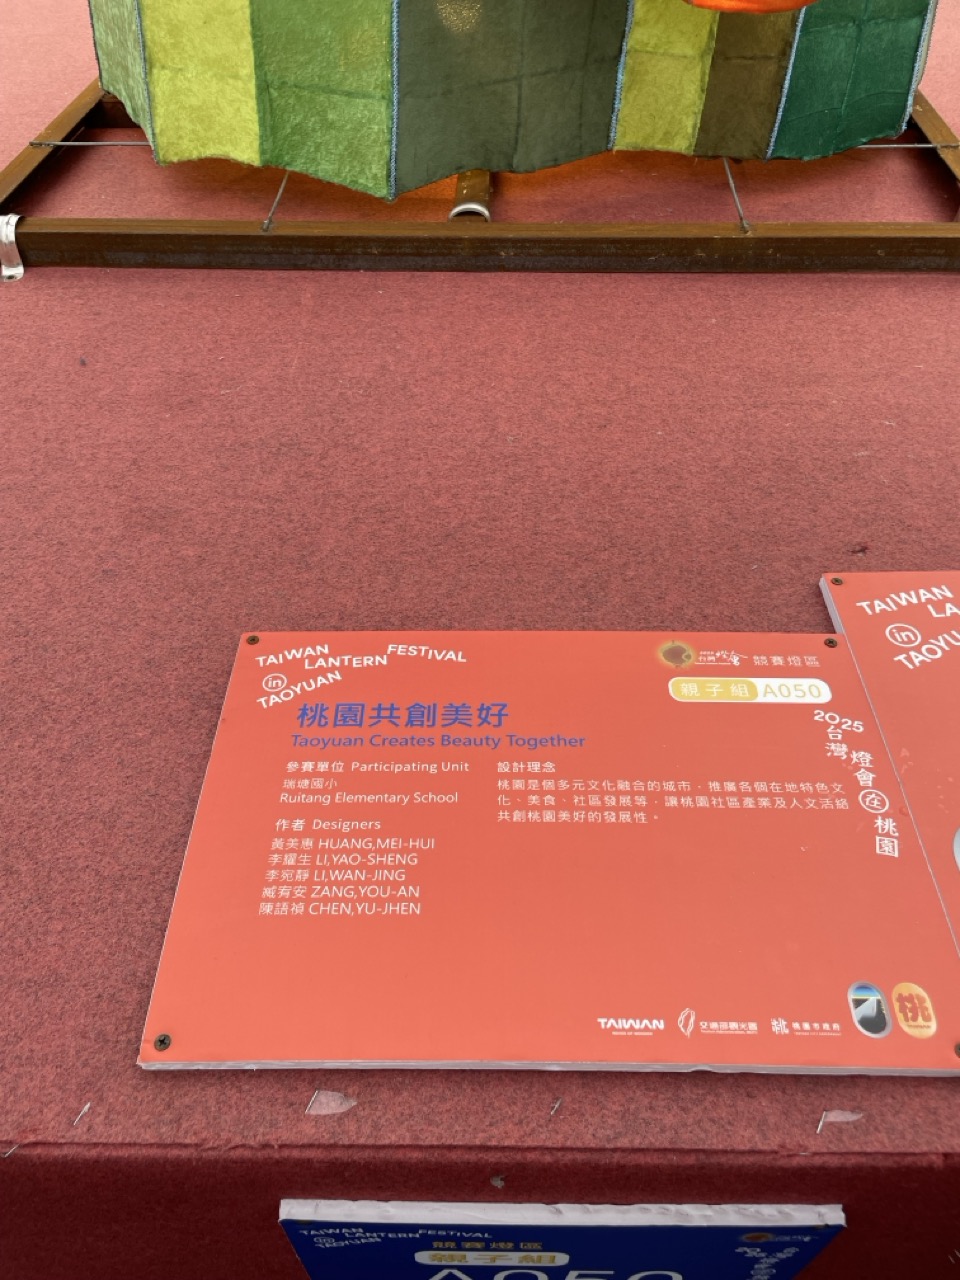 TAIWAN
LANTERN FESTIVAL
in
TAOYUAN
競賽燈區
親子組 A050
桃園共創美好
Taoyuan Creates Beauty Together
參賽單位 Participating Unit
瑞塘國小
Ruitang Elementary School
作者 Designers
黃美惠 HUANG,MEI-HUI
李耀生 LI,YAO-SHENG
李宛靜 LI,WAN-JING
臧宥安 ZANG,YOU-AN
陳語禎 CHEN,YU-JHEN
設計理念
桃園是個多元文化融合的城市，推廣各個在地特色文
化、美食、社區發展等，讓桃園社區產業及人文活絡
共創桃園美好的發展性。
2025
台灣
燈會
在
桃園
TAIWAN
交通部觀光署
桃園市政府
桃
TAIWAN
LA
in
TAOYU
TAIWAN
LANTERN FESTIVAL
in
TAOYUAN
競賽燈區
親子組
A050